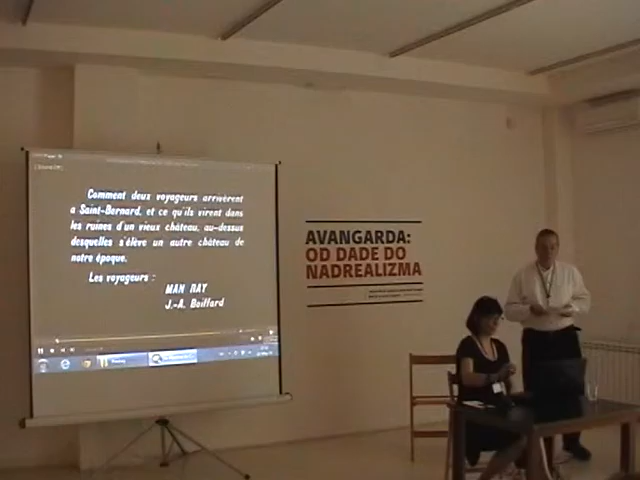 Comment deux voyageurs arrivèrent
a Saint-Bernard, et ce qu'ils virent dans
les ruines d'un vieux château, au-dessus
desquelles s'élève un autre château de
notre époque.
Les voyageurs :
MAN RAY
J.-A. Boiffard
AVANGARDA:
OD DADE DO
NADREALIZMA